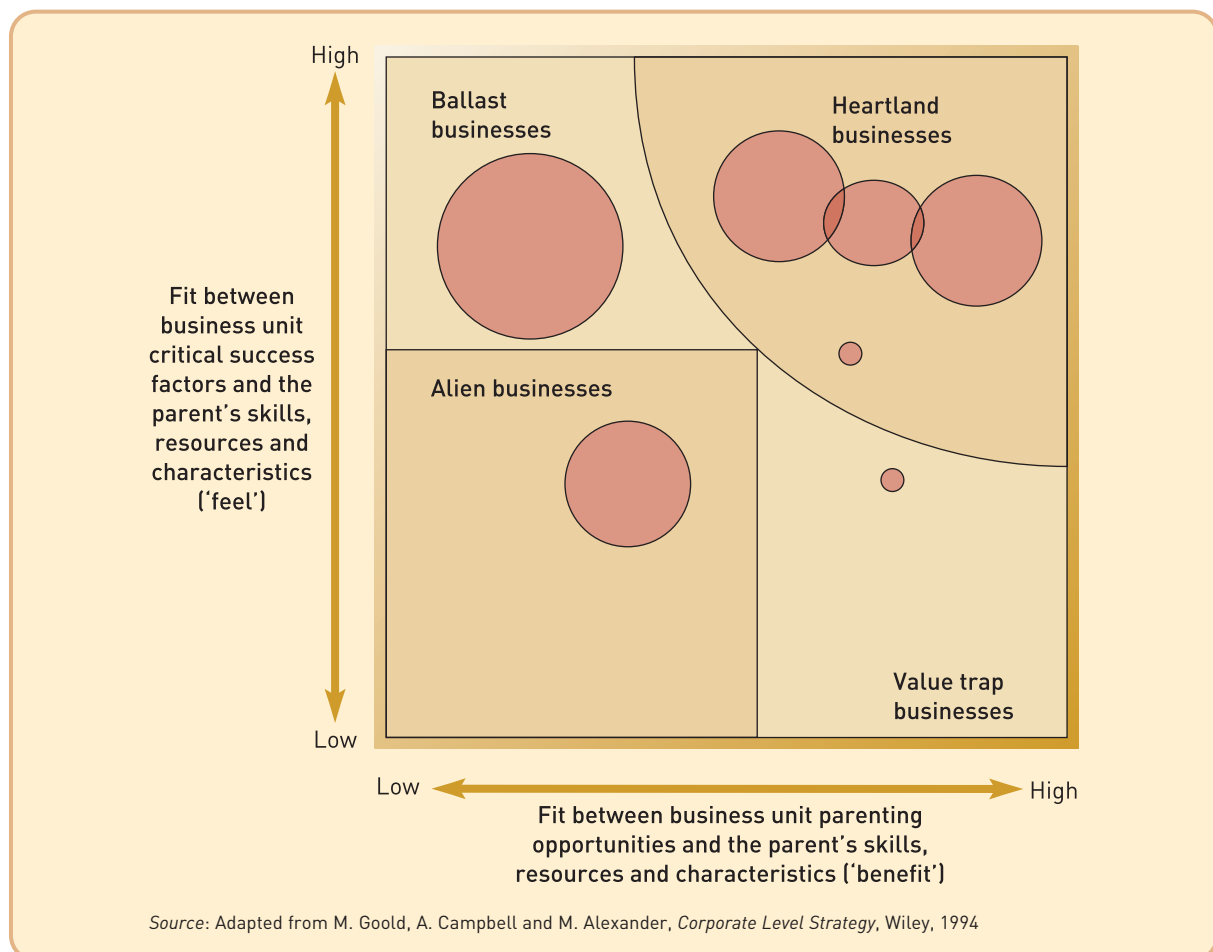 High
Ballast
businesses
Heartland
businesses
Fit between
business unit
critical success
factors and the
parent’s skills,
resources and
characteristics
(‘feel’)
Alien businesses
Value trap
businesses
Low
Low
High
Fit between business unit parenting
opportunities and the parent’s skills,
resources and characteristics (‘benefit’)
Source: Adapted from M. Goold, A. Campbell and M. Alexander, Corporate Level Strategy, Wiley, 1994